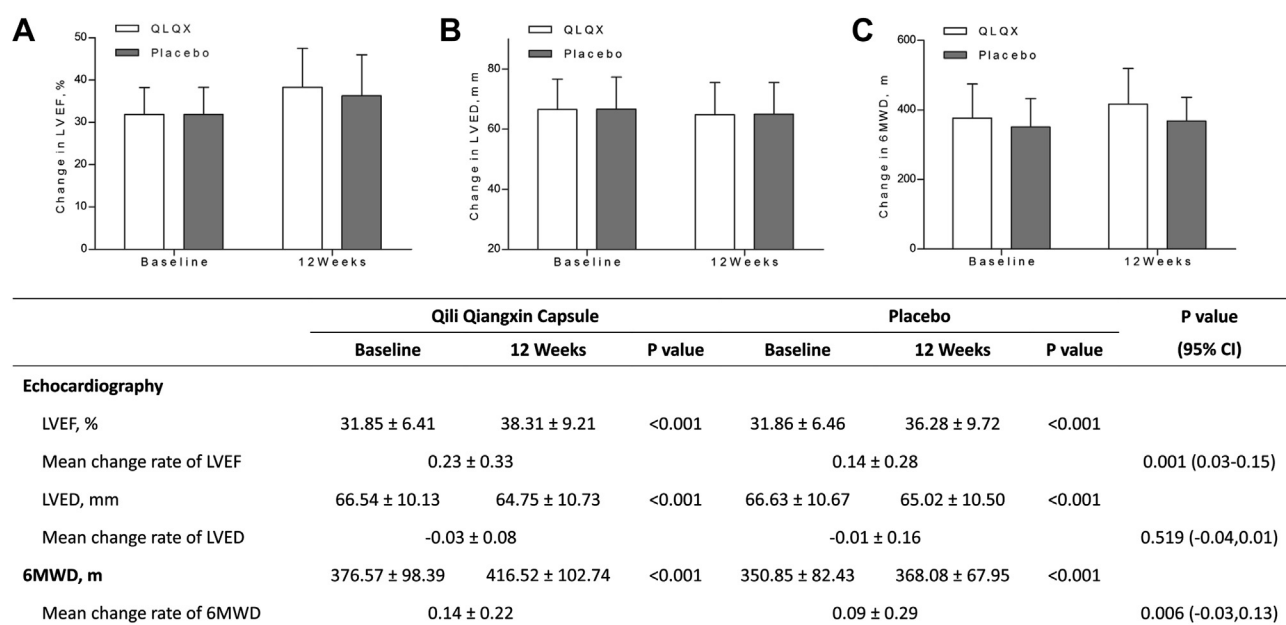 A
QLQX
Placebo
50
40
30
20
10
0
Change in LVEF, %
Baseline 12Weeks
B
QLQX
Placebo
80
60
40
20
Change in LVED, mm
Baseline 12Weeks
C
QLQX
Placebo
600
400
200
0
Change in 6MWD, m
Baseline 12Weeks
Qili Qiangxin Capsule Placebo P value
Baseline 12 Weeks P value Baseline 12 Weeks P value (95% CI)
Echocardiography
LVEF, % 31.85 ± 6.41 38.31 ± 9.21 <0.001 31.86 ± 6.46 36.28 ± 9.72 <0.001
Mean change rate of LVEF 0.23 ± 0.33 0.14 ± 0.28 0.001 (0.03-0.15)
LVED, mm 66.54 ± 10.13 64.75 ± 10.73 <0.001 66.63 ± 10.67 65.02 ± 10.50 <0.001
Mean change rate of LVED -0.03 ± 0.08 -0.01 ± 0.16 0.519 (-0.04,0.01)
6MWD, m 376.57 ± 98.39 416.52 ± 102.74 <0.001 350.85 ± 82.43 368.08 ± 67.95 <0.001
Mean change rate of 6MWD 0.14 ± 0.22 0.09 ± 0.29 0.006 (-0.03,0.13)